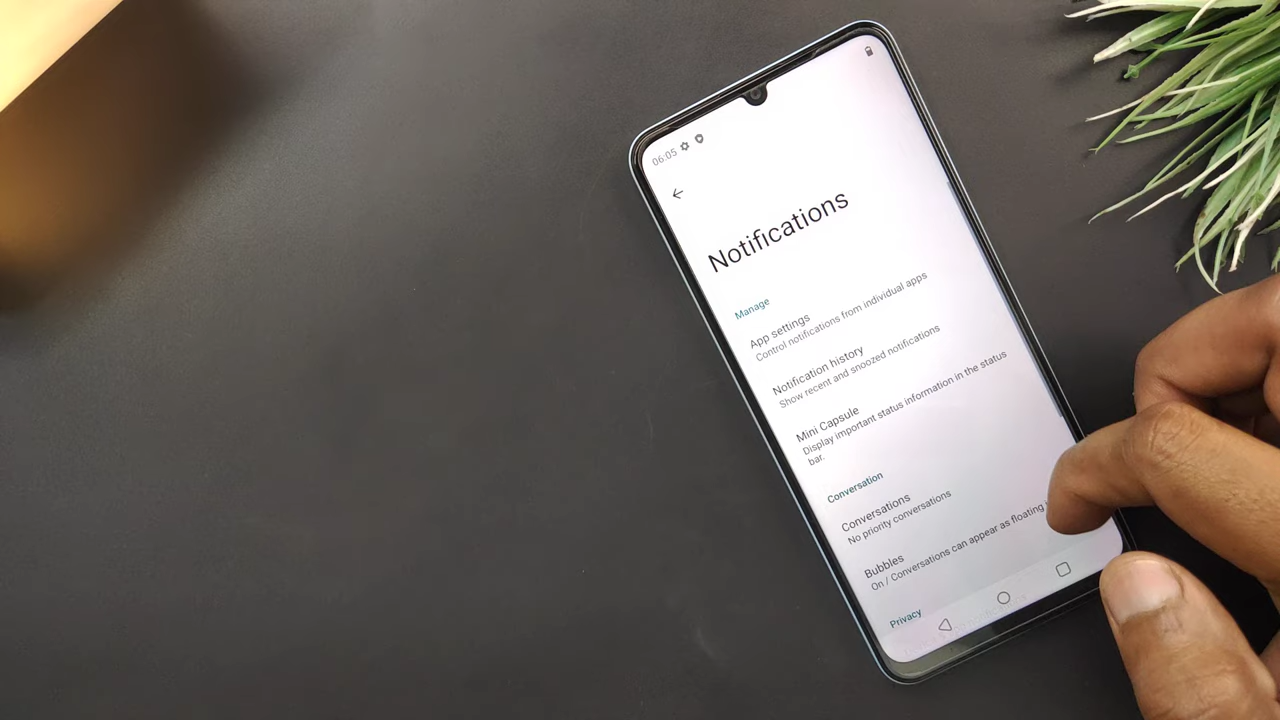 06:05
Notifications
Manage
App settings
Control notifications from individual apps
Notification history
Show recent and snoozed notifications
Mini Capsule
Display important status information in the status
bar.
Conversation
Conversations
No priority conversations
Bubbles
On / Conversations can appear as floating
Privacy